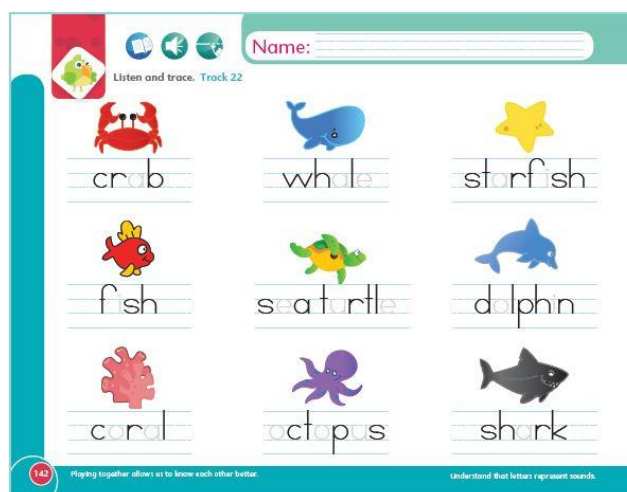 Name:
Listen and trace. Track 22
crab
whale
starfish
fish
sea turtle
dolphin
coral
octopus
shark
142
Playing together allows us to know each other better.
Understand that letters represent sounds.